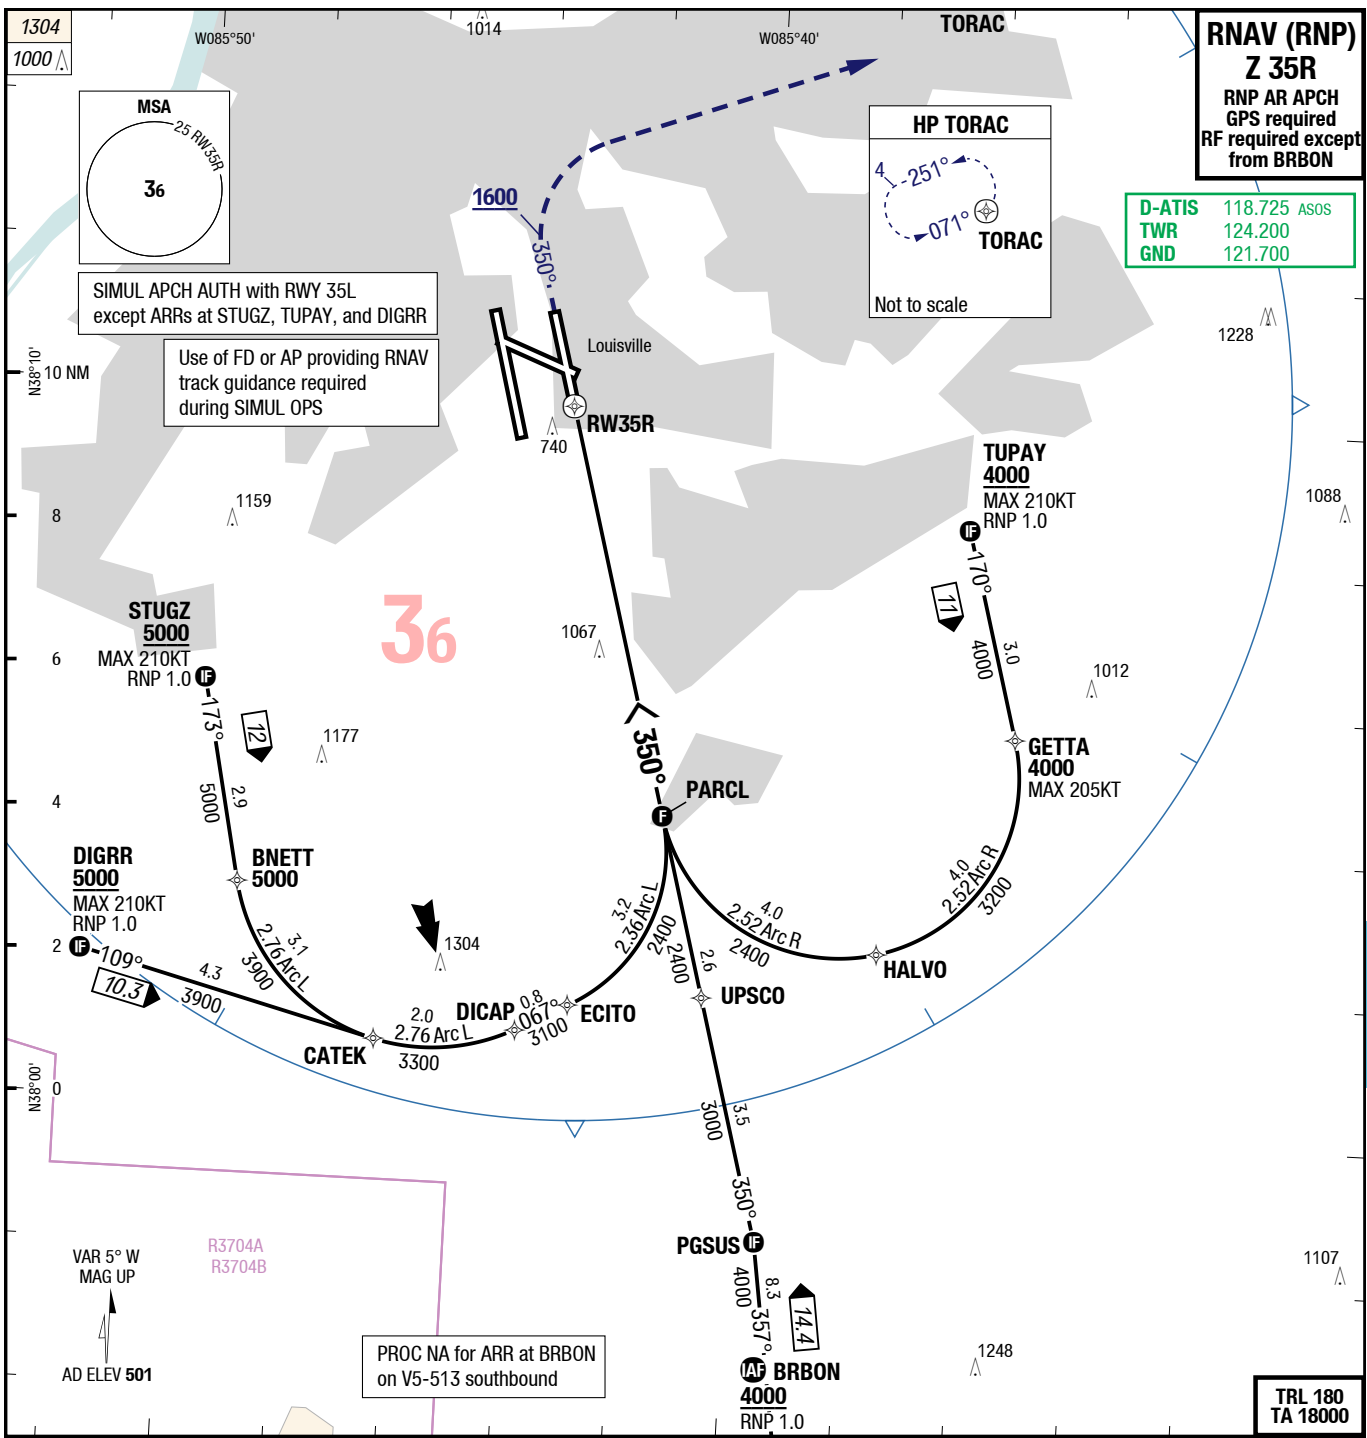 1304
1000
1014
W085°50'
W085°40'
TORAC
RNAV (RNP)
Z 35R
RNP AR APCH
GPS required
RF required except
from BRBON
MSA
25 RW35R
36
HP TORAC
4
251°
071°
TORAC
Not to scale
D-ATIS 118.725 ASOS
TWR 124.200
GND 121.700
1600
350°
SIMUL APCH AUTH with RWY 35L
except ARRs at STUGZ, TUPAY, and DIGRR
Use of FD or AP providing RNAV
track guidance required
during SIMUL OPS
Louisville
1228
N38°10'
10 NM
RW35R
740
TUPAY
4000
MAX 210KT
RNP 1.0
IF
1088
1159
8
170°
11
3.0
4000
STUGZ
5000
MAX 210KT
RNP 1.0
IF
36
1067
6
1012
173°
12
1177
2.9
5000
350°
GETTA
4000
MAX 205KT
PARCL
F
4
BNETT
5000
DIGRR
5000
MAX 210KT
RNP 1.0
IF
109°
10.3
4.3
3900
3.1
2.76 Arc L
3900
1304
3.2
2.36 Arc L
2400
2400
2.6
4.0
2.52 Arc R
2400
4.0
2.52 Arc R
3200
2
HALVO
UPSCO
DICAP
0.8
067°
3100
ECITO
2.0
2.76 Arc L
3300
CATEK
N38°00'
0
3.5
3000
350°
PGSUS
IF
R3704A
R3704B
VAR 5° W
MAG UP
AD ELEV 501
8.3
4000
357°
14.4
1107
PROC NA for ARR at BRBON
on V5-513 southbound
1248
IAF
BRBON
4000
RNP 1.0
TRL 180
TA 18000